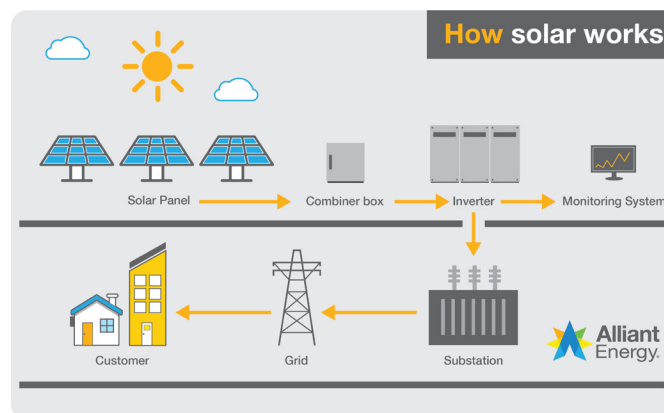 How solar works
Solar Panel
Combiner box
Inverter
Monitoring System
Customer
Grid
Substation
Alliant
Energy.